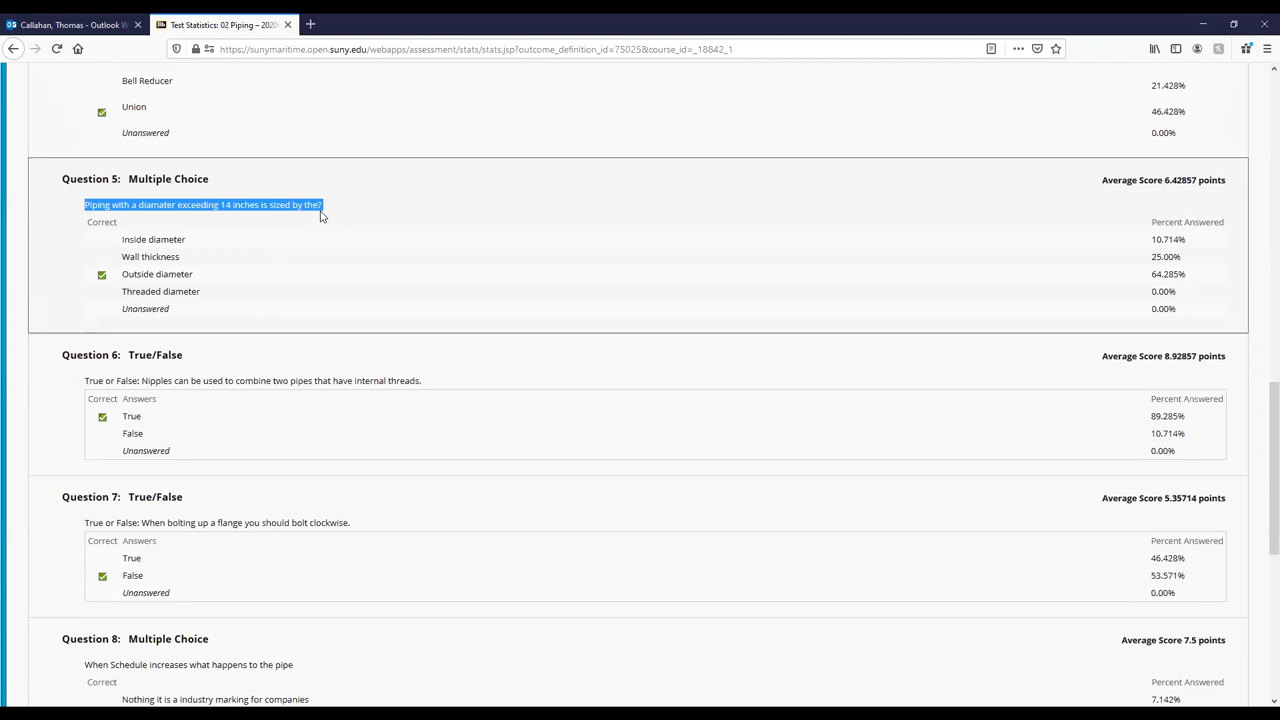 Callahan, Thomas - Outlook W
Test Statistics: 02 Piping – 2020
https://sunymaritime.open.suny.edu/webapps/assessment/stats/stats.jsp?outcome_definition_id=75025&course_id=_18842_1
Bell Reducer 21.428%
Union 46.428%
Unanswered 0.00%
Question 5: Multiple Choice Average Score 6.42857 points
Piping with a diamater exceeding 14 inches is sized by the?
Correct Percent Answered
Inside diameter 10.714%
Wall thickness 25.00%
Outside diameter 64.285%
Threaded diameter 0.00%
Unanswered 0.00%
Question 6: True/False Average Score 8.92857 points
True or False: Nipples can be used to combine two pipes that have internal threads.
Correct Answers Percent Answered
True 89.285%
False 10.714%
Unanswered 0.00%
Question 7: True/False Average Score 5.35714 points
True or False: When bolting up a flange you should bolt clockwise.
Correct Answers Percent Answered
True 46.428%
False 53.571%
Unanswered 0.00%
Question 8: Multiple Choice Average Score 7.5 points
When Schedule increases what happens to the pipe
Correct Percent Answered
Nothing it is a industry marking for companies 7.142%